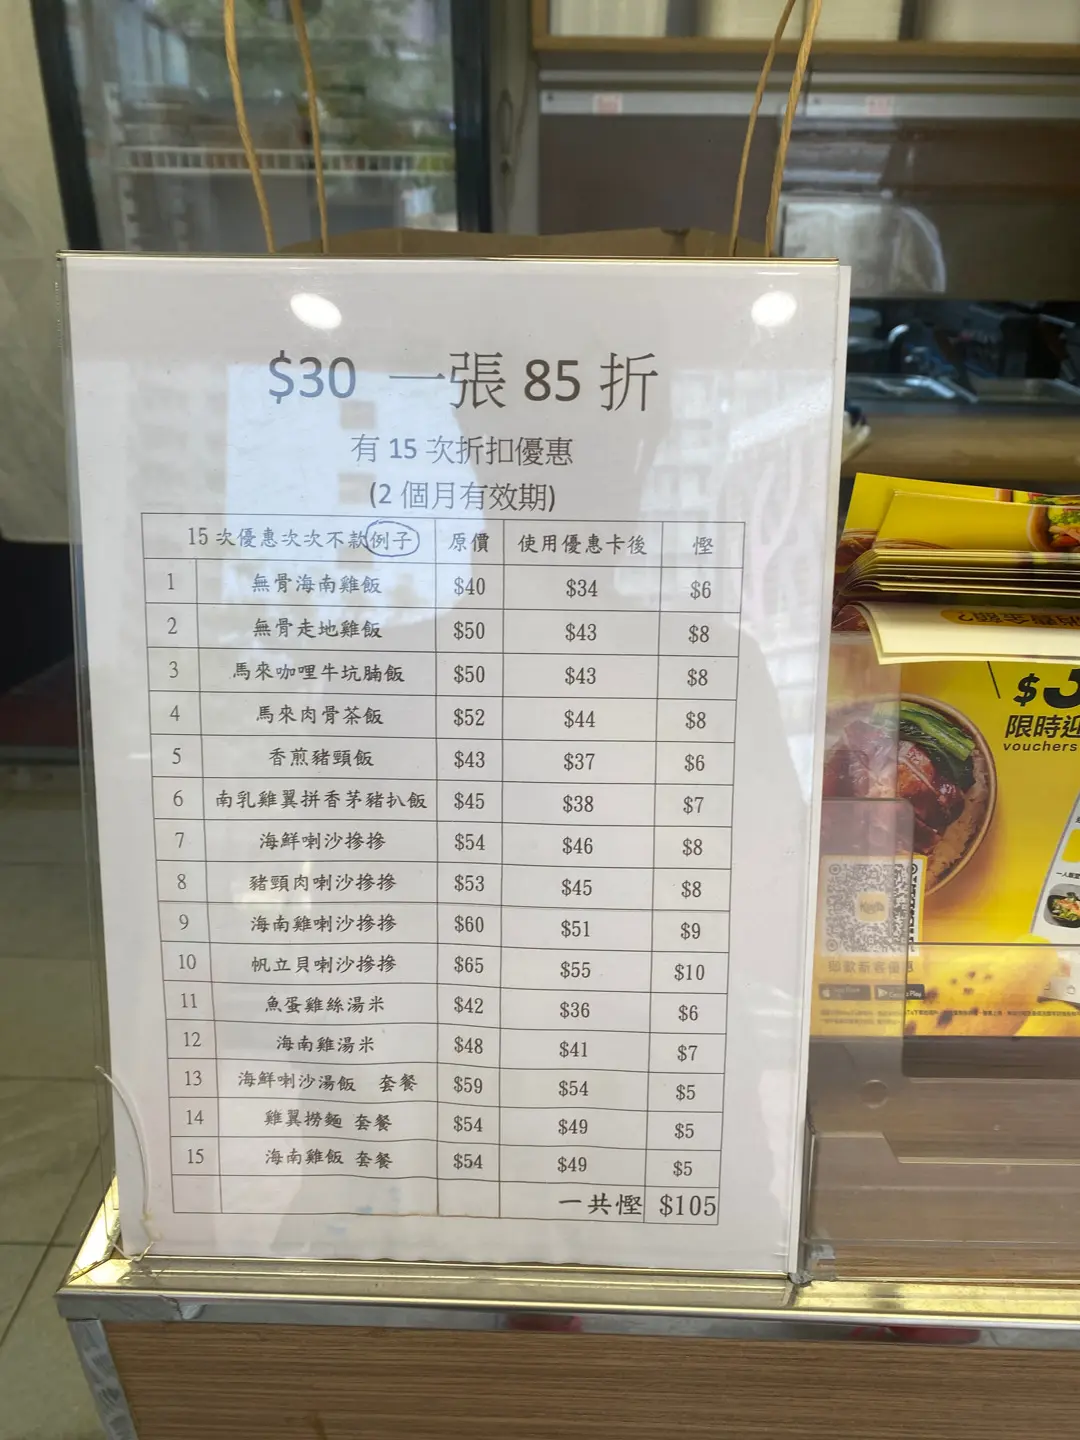 $30 一張 85 折
有 15 次折扣優惠
(2 個月有效期)
15 次優惠次次不款例子 原價 使用優惠卡後 慳
1 無骨海南雞飯 $40 $34 $6
2 無骨走地雞飯 $50 $43 $8
3 馬來咖哩牛坑腩飯 $50 $43 $8
4 馬來肉骨茶飯 $52 $44 $8
5 香煎豬頸飯 $43 $37 $6
6 南乳雞翼拼香茅豬扒飯 $45 $38 $7
7 海鮮喇沙摻摻 $54 $46 $8
8 豬頸肉喇沙摻摻 $53 $45 $8
9 海南雞喇沙摻摻 $60 $51 $9
10 帆立貝喇沙摻摻 $65 $55 $10
11 魚蛋雞絲湯米 $42 $36 $6
12 海南雞湯米 $48 $41 $7
13 海鮮喇沙湯飯 套餐 $59 $54 $5
14 雞翼撈麵 套餐 $54 $49 $5
15 海南雞飯 套餐 $54 $49 $5
一共慳 $105
限時迎
vouchers